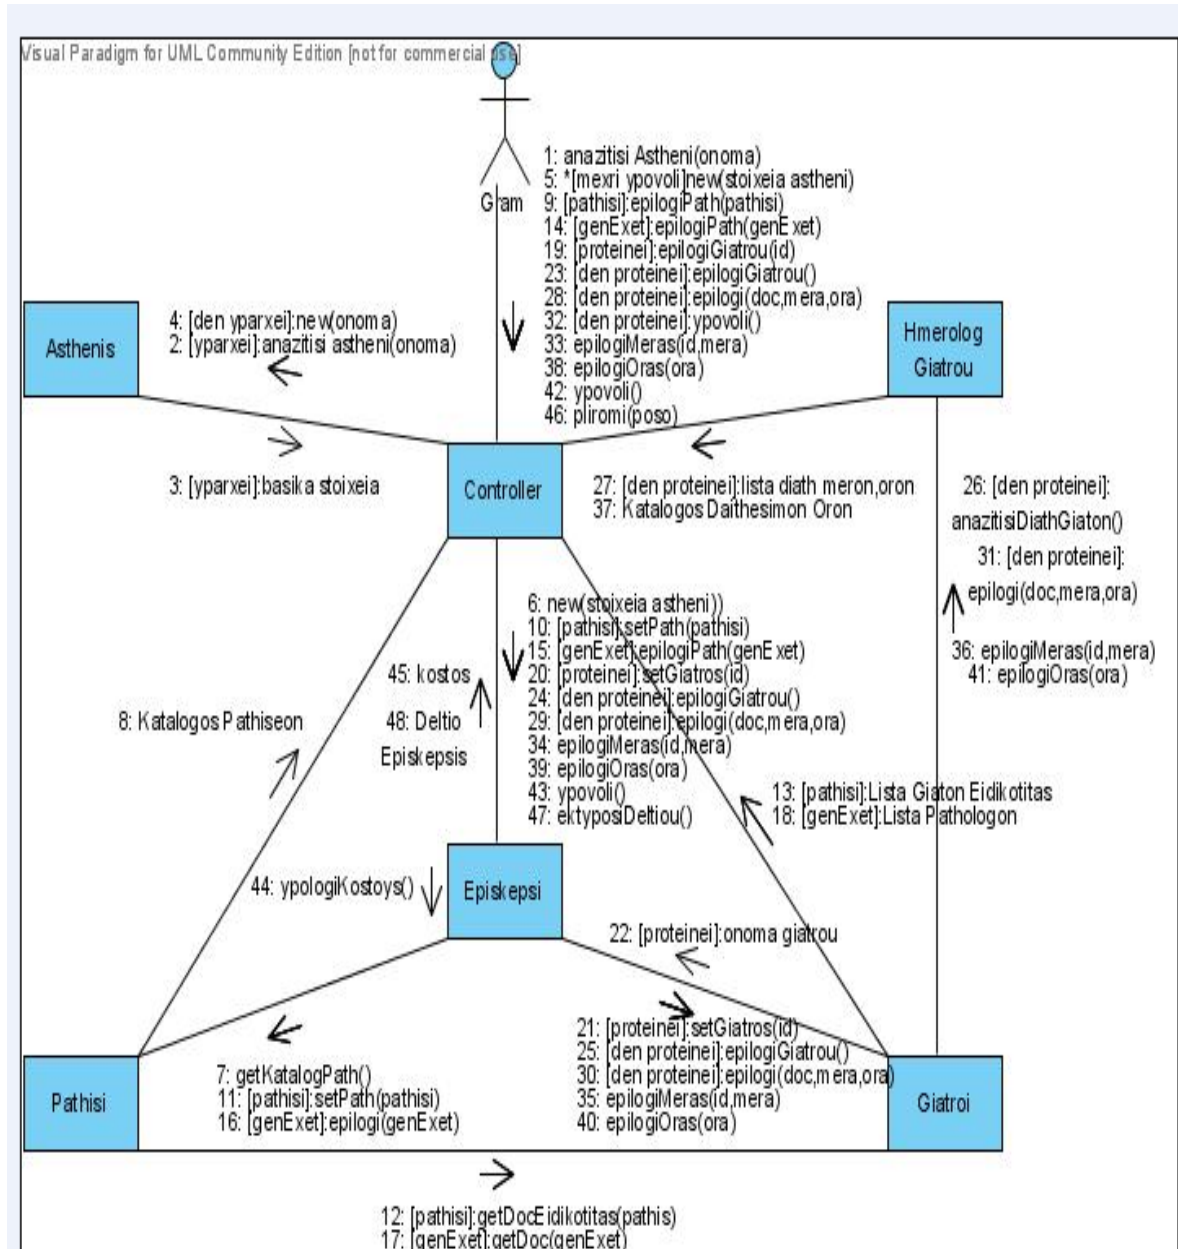 Visual Paradigm for UML Community Edition [not for commercial use]
Gram
1: anazitisi Astheni(onoma)
5: *[mexri ypovoli]new(stoixeia astheni)
9: [pathisi]:epilogiPath(pathisi)
14: [genExet]:epilogiPath(genExet)
19: [proteinei]:epilogiGiatrou(id)
23: [den proteinei]:epilogiGiatrou()
28: [den proteinei]:epilogi(doc,mera,ora)
32: [den proteinei]:ypovoli()
33: epilogiMeras(id,mera)
38: epilogiOras(ora)
42: ypovoli()
46: pliromi(poso)
Asthenis
4: [den yparxei]:new(onoma)
2: [yparxei]:anazitisi astheni(onoma)
Hmerolog
Giatrou
3: [yparxei]:basika stoixeia
Controller
27: [den proteinei]:lista diath meron,oron
37: Katalogos Daithesimon Oron
26: [den proteinei]:
anazitisiDiathGiaton()
31: [den proteinei]:
epilogi(doc,mera,ora)
36: epilogiMeras(id,mera)
41: epilogiOras(ora)
6: new(stoixeia astheni))
10: [pathisi]:setPath(pathisi)
15: [genExet]:epilogiPath(genExet)
20: [proteinei]:setGiatros(id)
24: [den proteinei]:epilogiGiatrou()
29: [den proteinei]:epilogi(doc,mera,ora)
34: epilogiMeras(id,mera)
39: epilogiOras(ora)
43: ypovoli()
47: ektyposiDeltiou()
45: kostos
48: Deltio
Episkepsis
8: Katalogos Pathiseon
13: [pathisi]:Lista Giaton Eidikotitas
18: [genExet]:Lista Pathologon
44: ypologiKostoys()
Episkepsi
22: [proteinei]:onoma giatrou
21: [proteinei]:setGiatros(id)
25: [den proteinei]:epilogiGiatrou()
30: [den proteinei]:epilogi(doc,mera,ora)
35: epilogiMeras(id,mera)
40: epilogiOras(ora)
Pathisi
7: getKatalogPath()
11: [pathisi]:setPath(pathisi)
16: [genExet]:epilogi(genExet)
Giatroi
12: [pathisi]:getDocEidikotitas(pathis)
17: [genExet]:getDoc(genExet)